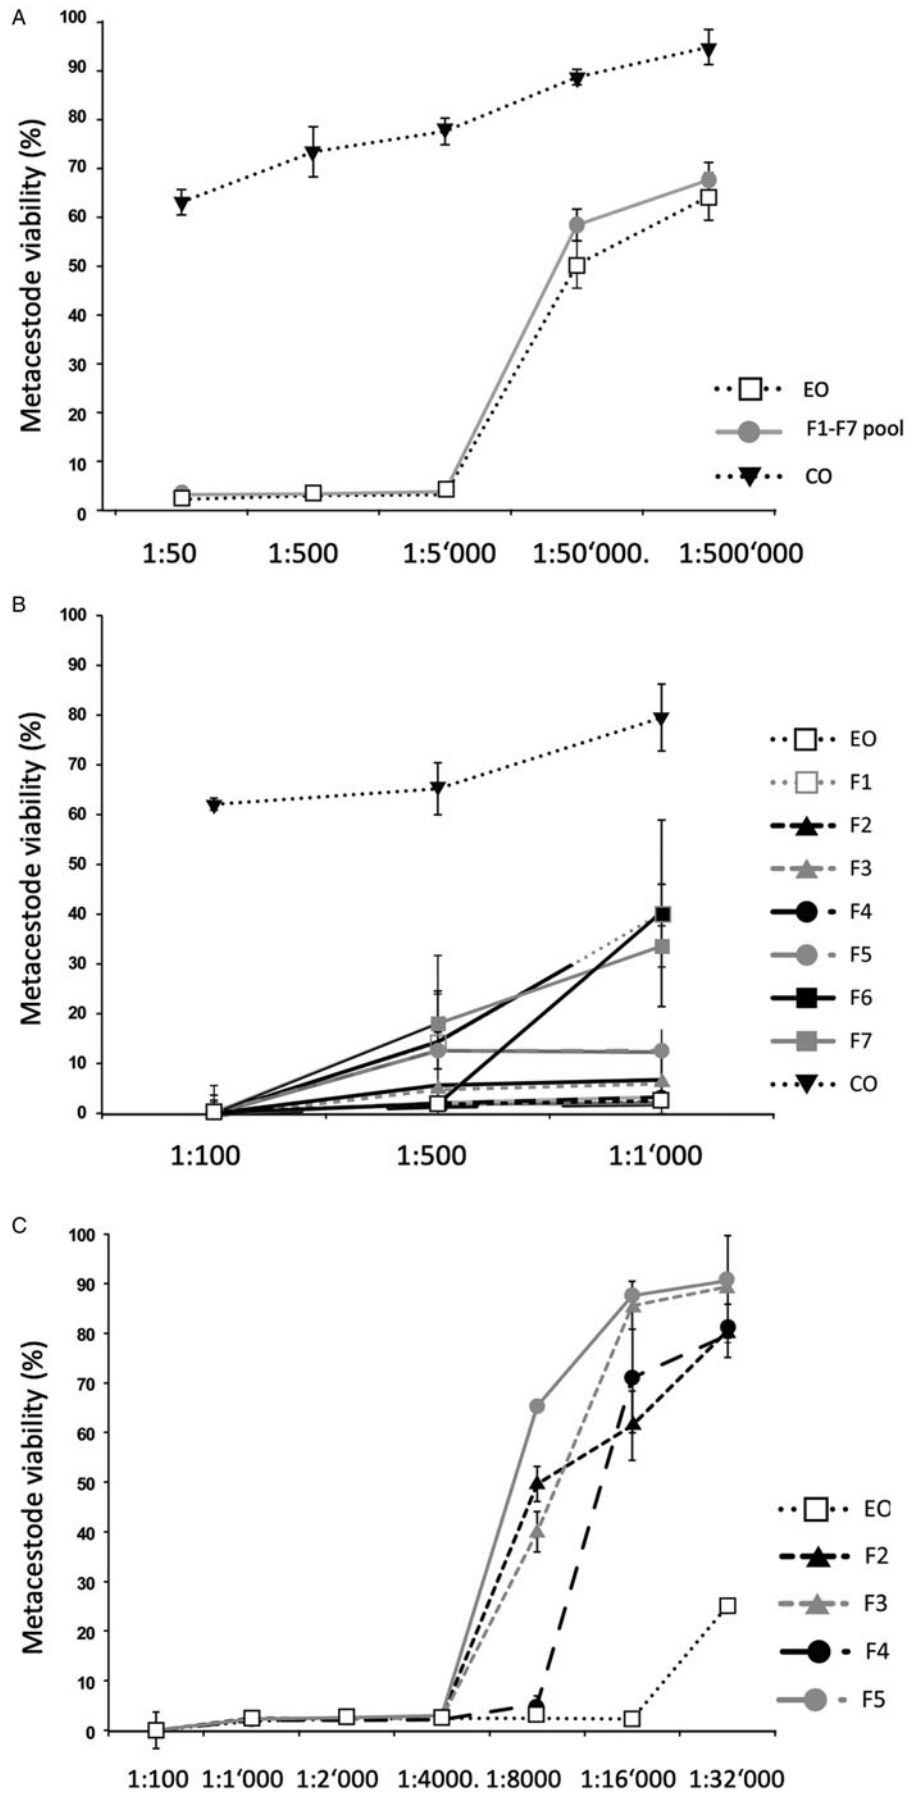 A
Metacestode viability (%)
100
90
80
70
60
50
40
30
20
10
0
EO
F1-F7 pool
CO
1:50 1:500 1:5‘000 1:50‘000. 1:500‘000
B
Metacestode viability (%)
100
90
80
70
60
50
40
30
20
10
0
EO
F1
F2
F3
F4
F5
F6
F7
CO
1:100 1:500 1:1‘000
C
Metacestode viability (%)
100
90
80
70
60
50
40
30
20
10
0
EO
F2
F3
F4
F5
1:100 1:1‘000 1:2‘000 1:4000. 1:8000 1:16‘000 1:32‘000